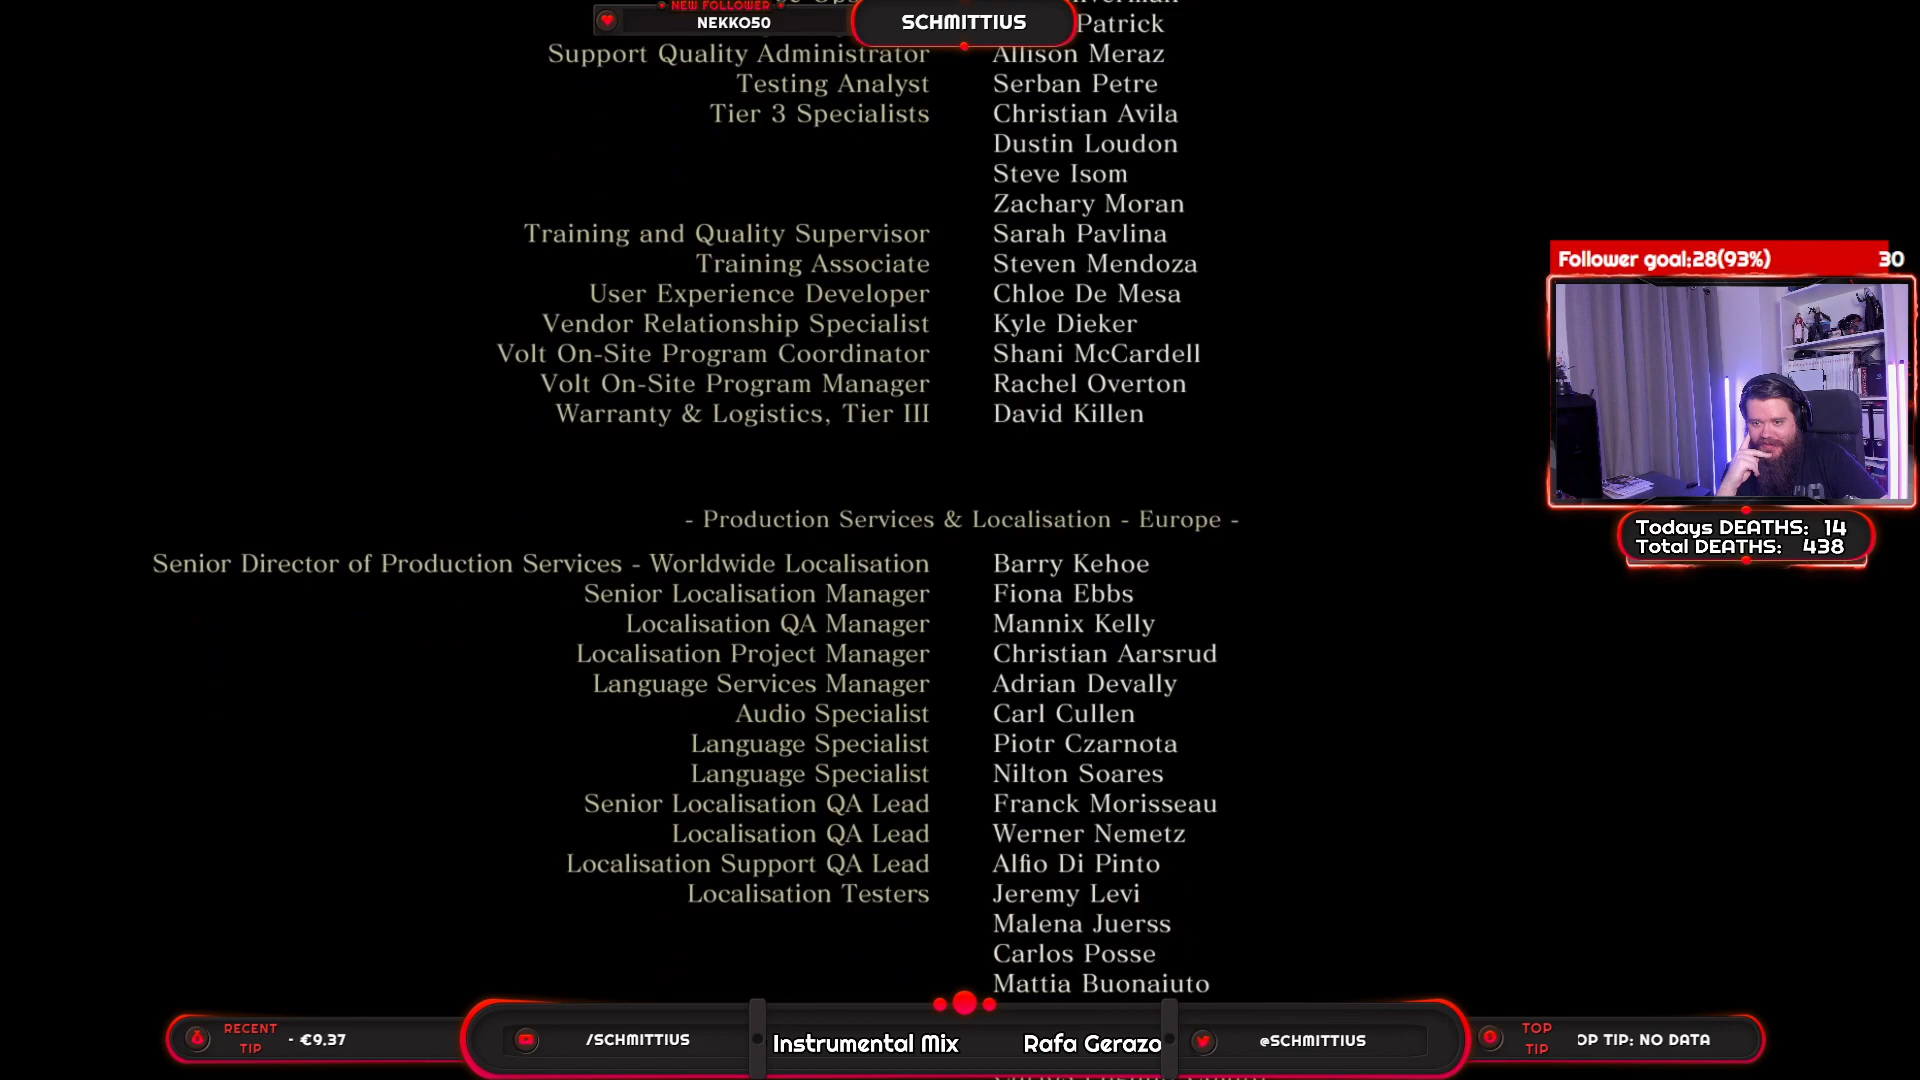 NEW FOLLOWER
NEKKO50
SCHMITTIUS
Patrick
Support Quality Administrator Allison Meraz
Testing Analyst Serban Petre
Tier 3 Specialists Christian Avila
Dustin Loudon
Steve Isom
Zachary Moran
Training and Quality Supervisor Sarah Pavlina
Training Associate Steven Mendoza
User Experience Developer Chloe De Mesa
Vendor Relationship Specialist Kyle Dieker
Volt On-Site Program Coordinator Shani McCardell
Volt On-Site Program Manager Rachel Overton
Warranty & Logistics, Tier III David Killen
Follower goal:28(93%) 30
Todays DEATHS: 14
Total DEATHS: 438
- Production Services & Localisation - Europe -
Senior Director of Production Services - Worldwide Localisation Barry Kehoe
Senior Localisation Manager Fiona Ebbs
Localisation QA Manager Mannix Kelly
Localisation Project Manager Christian Aarsrud
Language Services Manager Adrian Devally
Audio Specialist Carl Cullen
Language Specialist Piotr Czarnota
Language Specialist Nilton Soares
Senior Localisation QA Lead Franck Morisseau
Localisation QA Lead Werner Nemetz
Localisation Support QA Lead Alfio Di Pinto
Localisation Testers Jeremy Levi
Malena Juerss
Carlos Posse
Mattia Buonaiuto
RECENT TIP - €9.37
/SCHMITTIUS
Instrumental Mix Rafa Gerazo
@SCHMITTIUS
TOP TIP OP TIP: NO DATA